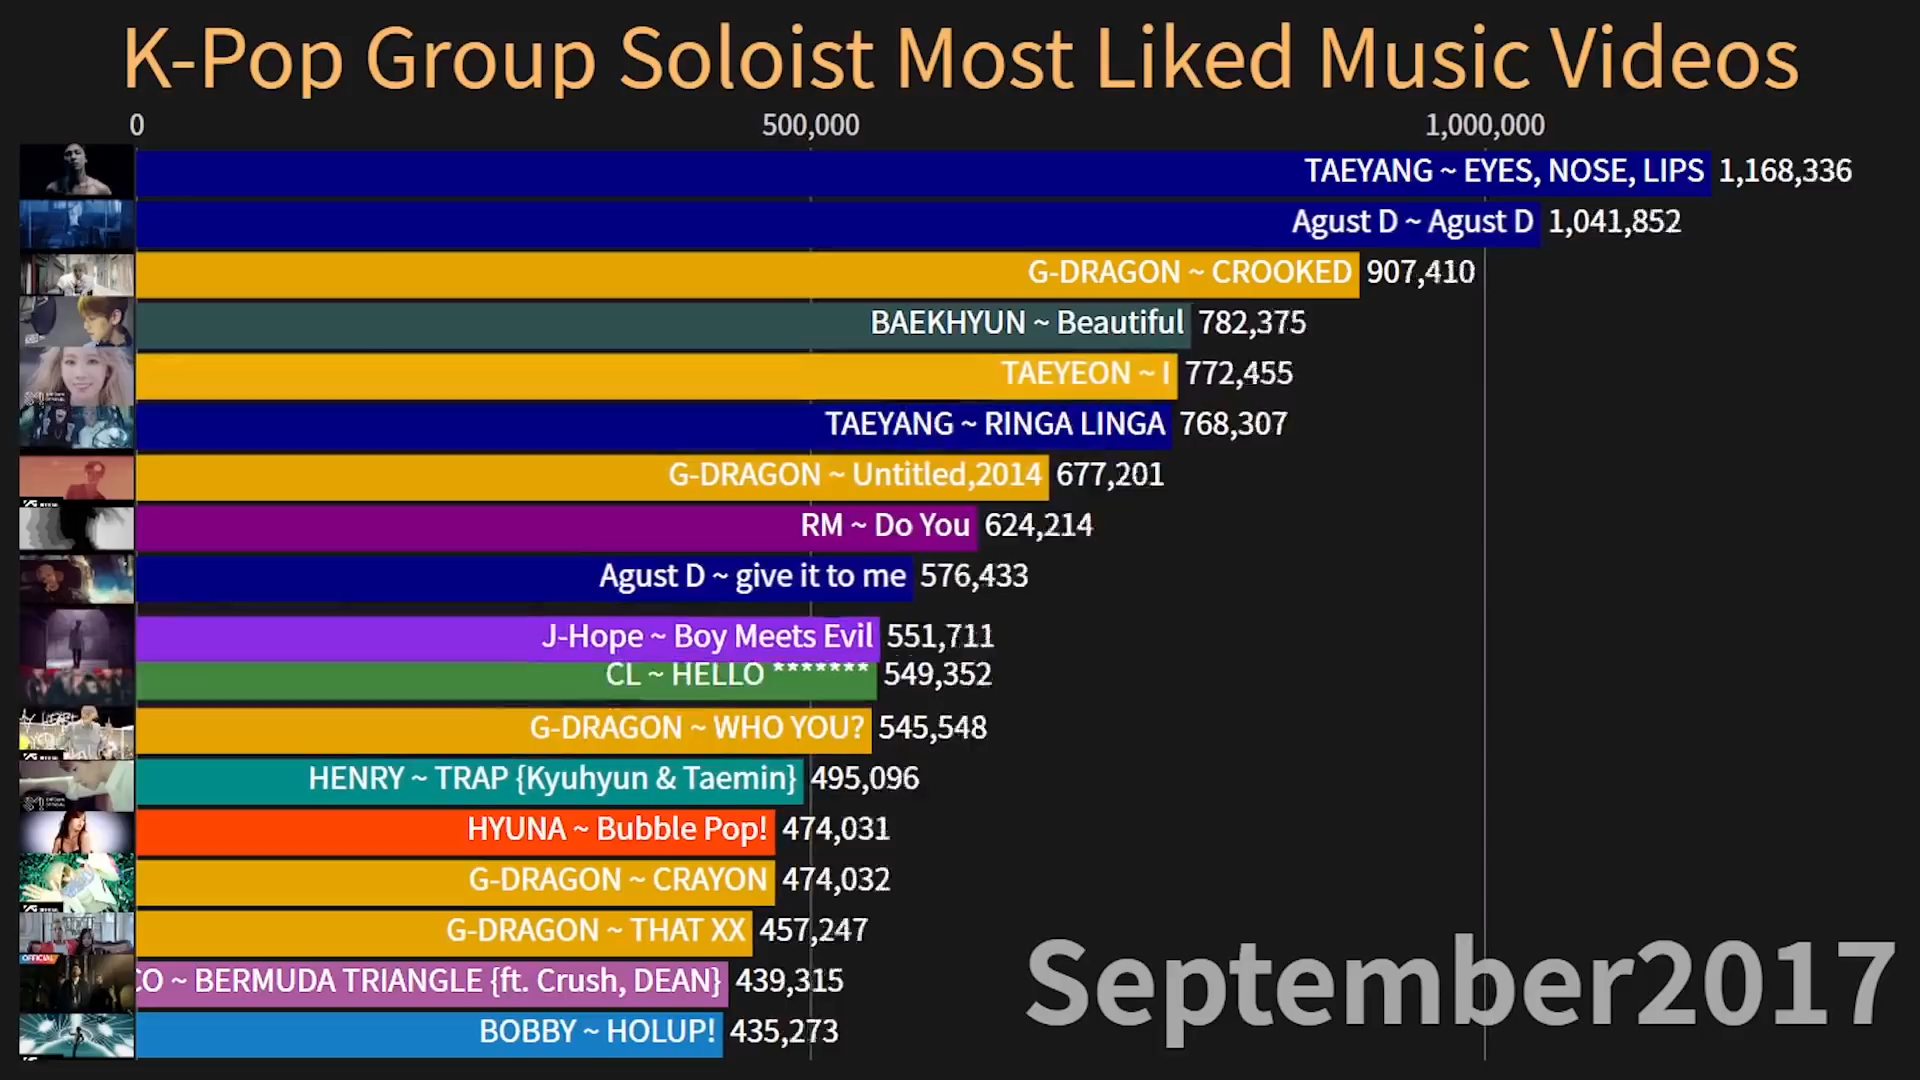 K-Pop Group Soloist Most Liked Music Videos
0 500,000 1,000,000
TAEYANG ~ EYES, NOSE, LIPS 1,168,336
Agust D ~ Agust D 1,041,852
G-DRAGON ~ CROOKED 907,410
BAEKHYUN ~ Beautiful 782,375
TAEYEON ~ I 772,455
TAEYANG ~ RINGA LINGA 768,307
G-DRAGON ~ Untitled,2014 677,201
RM ~ Do You 624,214
Agust D ~ give it to me 576,433
J-Hope ~ Boy Meets Evil 551,711
CL ~ HELLO ******* 549,352
G-DRAGON ~ WHO YOU? 545,548
HENRY ~ TRAP {Kyuhyun & Taemin} 495,096
HYUNA ~ Bubble Pop! 474,031
G-DRAGON ~ CRAYON 474,032
G-DRAGON ~ THAT XX 457,247
CO ~ BERMUDA TRIANGLE {ft. Crush, DEAN} 439,315
BOBBY ~ HOLUP! 435,273
September2017